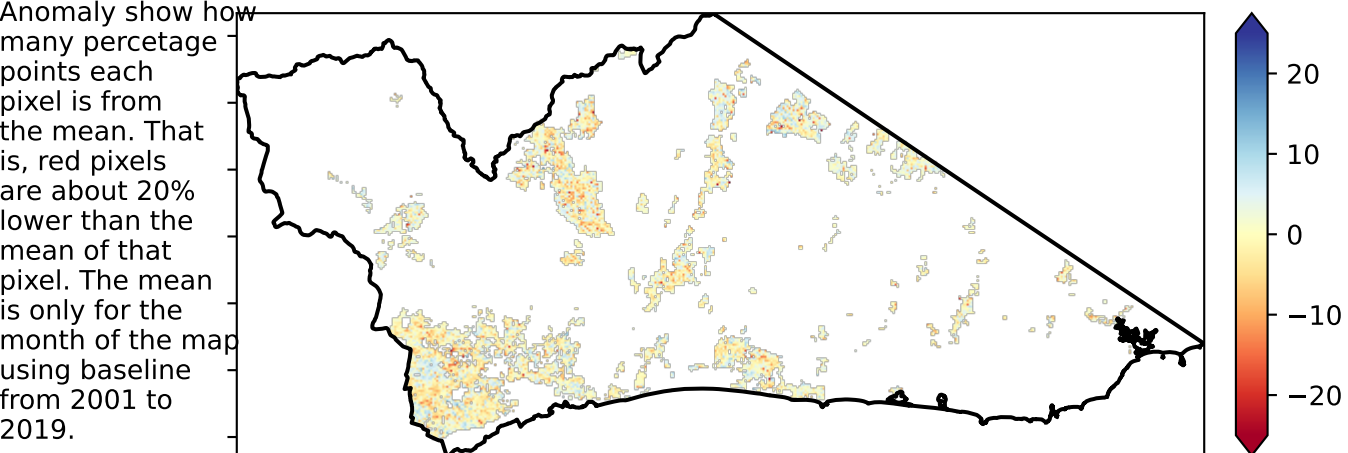 Anomaly show how
many percetage
points each
pixel is from
the mean. That
is, red pixels
are about 20%
lower than the
mean of that
pixel. The mean
is only for the
month of the map
using baseline
from 2001 to
2019.
20
10
0
−10
−20